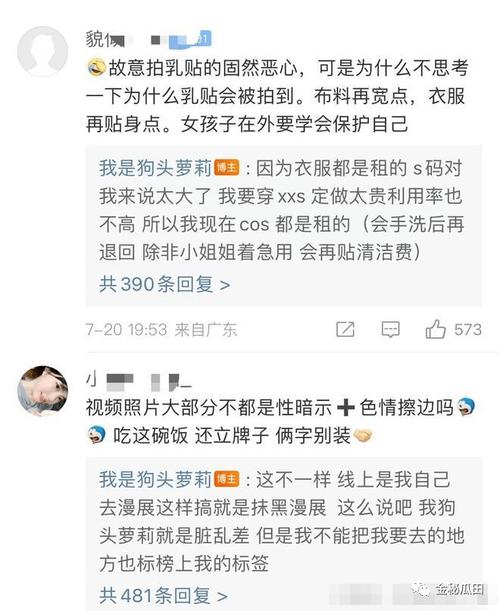 貌似
故意拍乳贴的固然恶心，可是为什么不思考
一下为什么乳贴会被拍到。布料再宽点，衣服
再贴身点。女孩子在外要学会保护自己
我是狗头萝莉 博主：因为衣服都是租的 s码对
我来说太大了 我要穿xxs 定做太贵利用率也
不高 所以我现在cos 都是租的（会手洗后再
退回 除非小姐姐着急用 会再贴清洁费）
共390条回复 >
7-20 19:53 来自广东
573
小
视频照片大部分不都是性暗示➕色情擦边吗
吃这碗饭 还立牌子 俩字别装🤝
我是狗头萝莉 博主：这不一样 线上是我自己
去漫展这样搞就是抹黑漫展 这么说吧 我狗
头萝莉就是脏乱差 但是我不能把我要去的地
方也标榜上我的标签
共481条回复 >
金秘瓜田